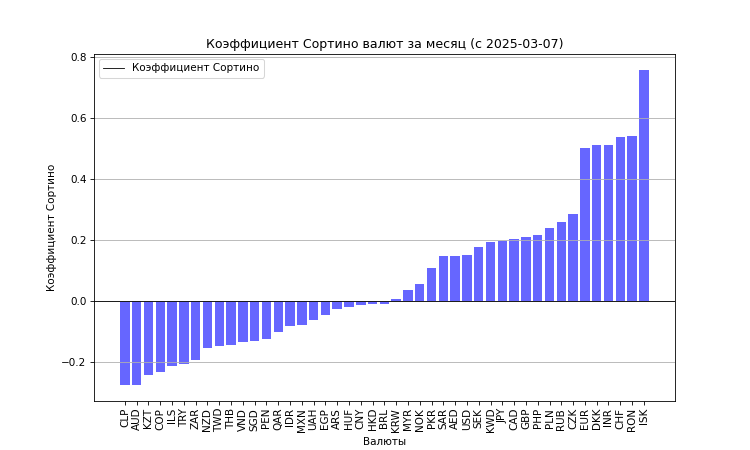 Коэффициент Сортино валют за месяц (с 2025-03-07)
Коэффициент Сортино
Коэффициент Сортино
0.8
0.6
0.4
0.2
0.0
−0.2
CLP AUD KZT COP ILS TRY ZAR NZD TWD THB VND SGD PEN QAR IDR MXN UAH EGP ARS HUF CNY HKD BRL KRW MYR NOK PKR SAR AED USD SEK KWD JPY CAD GBP PHP PLN RUB CZK EUR DKK INR CHF RON ISK
Валюты